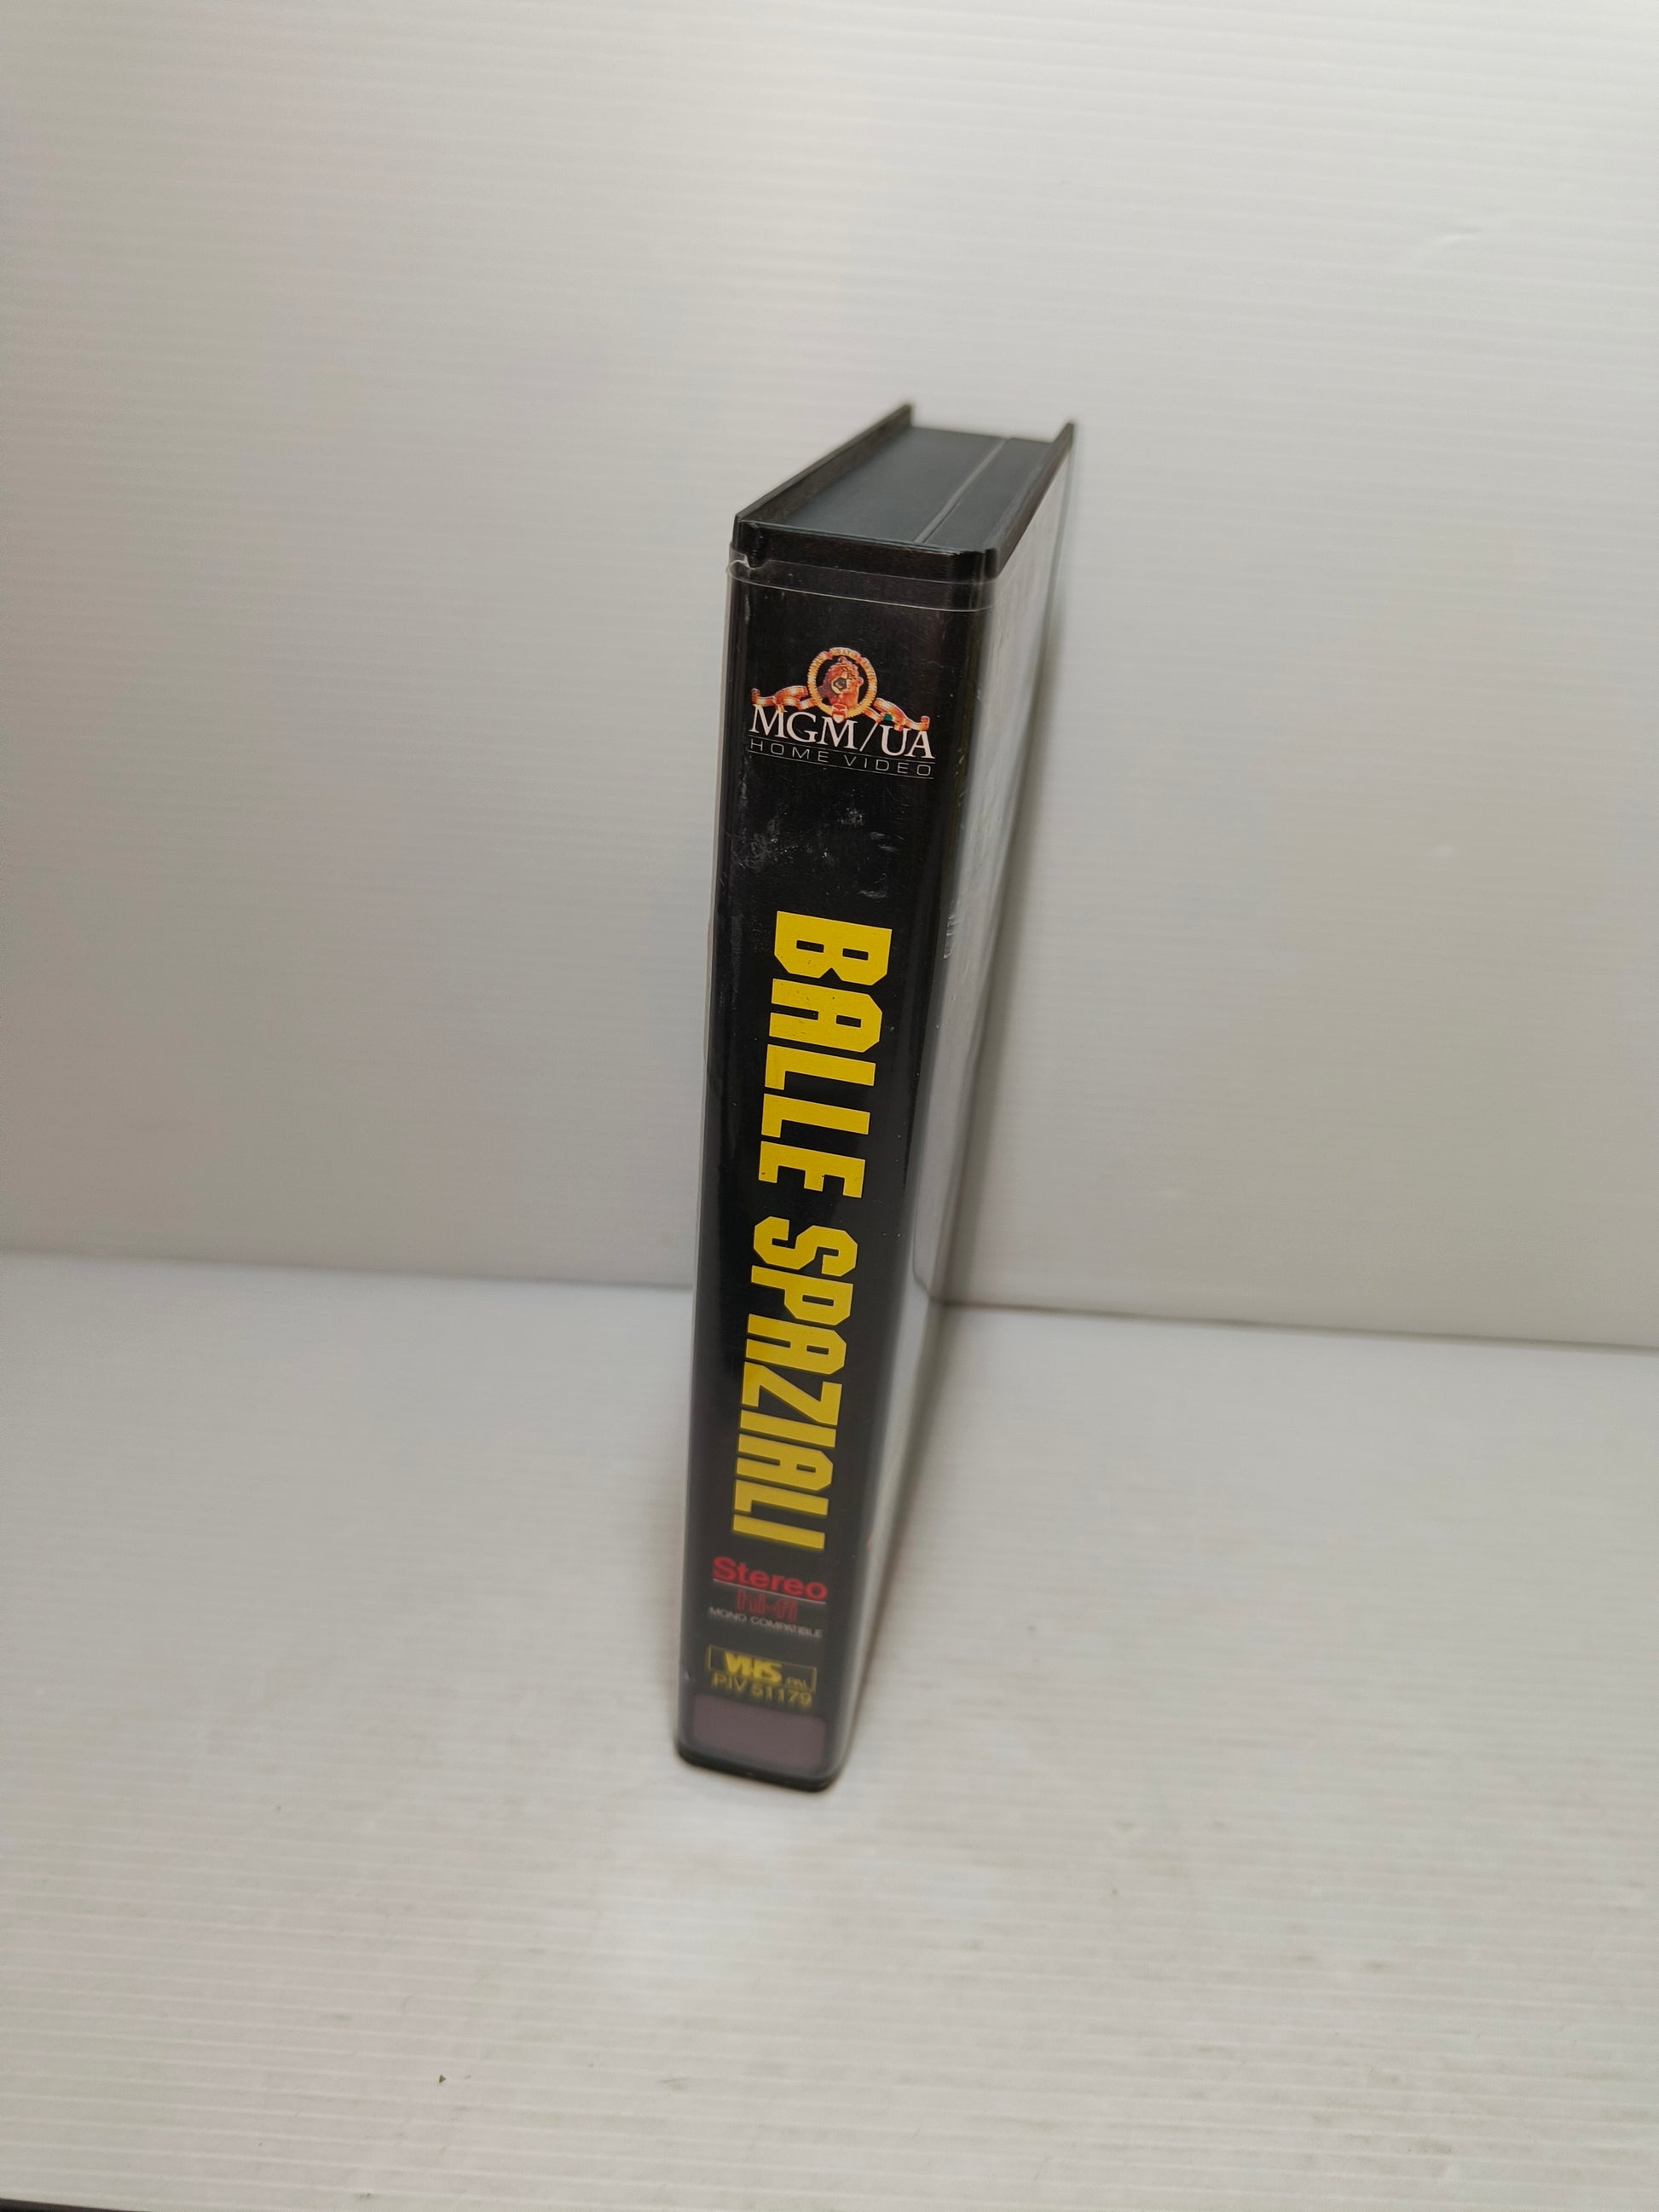 MGM/UA
HOME VIDEO
BALLE SPAZIALI
Stereo
hi-fi
MONO COMPATIBLE
VHS PAL
PIV 51179